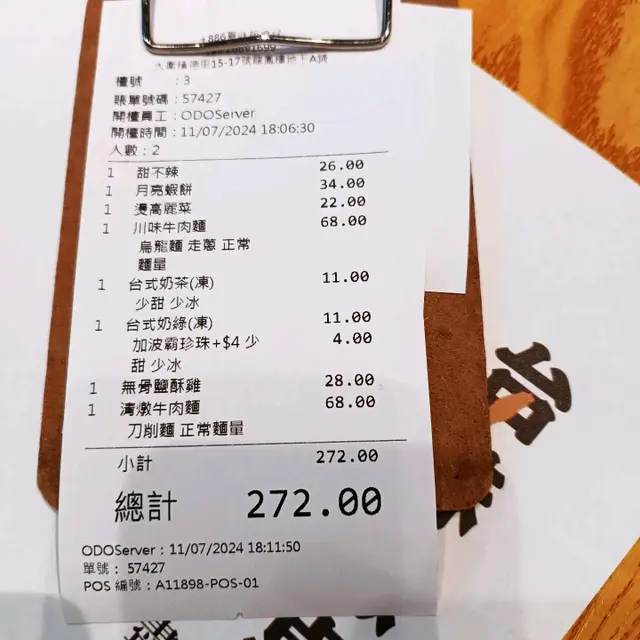 +886
大圍積德里15-17號龍鳳樓地下A號
檯號 : 3
賬單號碼 : 57427
開檯員工 : ODOServer
開檯時間 : 11/07/2024 18:06:30
人數 : 2
1 甜不辣 26.00
1 月亮蝦餅 34.00
1 燙高麗菜 22.00
1 川味牛肉麵 68.00
烏龍麵 走蔥 正常
麵量
1 台式奶茶(凍) 11.00
少甜 少冰
1 台式奶綠(凍) 11.00
加波霸珍珠+$4 少 4.00
甜 少冰
1 無骨鹽酥雞 28.00
1 清燉牛肉麵 68.00
刀削麵 正常麵量
小計 272.00
總計 272.00
ODOServer : 11/07/2024 18:11:50
單號 : 57427
POS 編號 : A11898-POS-01